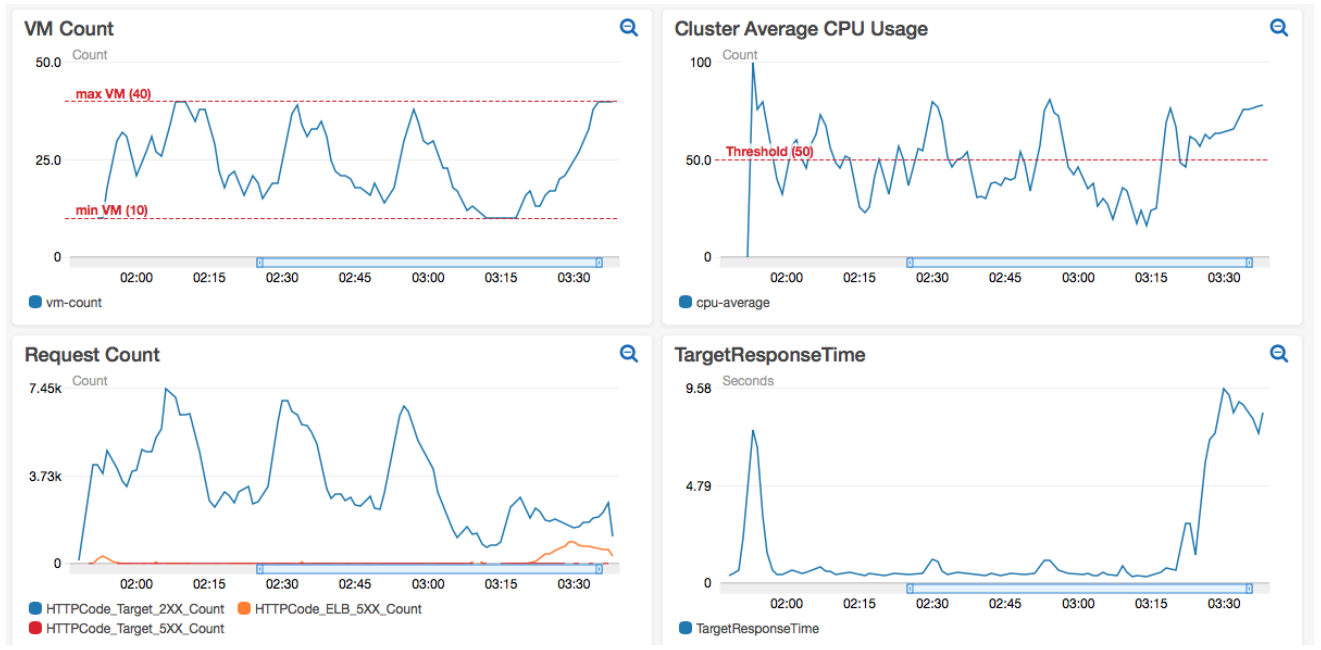 VM Count
Count
50.0
max VM (40)
25.0
min VM (10)
0
02:00 02:15 02:30 02:45 03:00 03:15 03:30
vm-count
Cluster Average CPU Usage
Count
100
Threshold (50)
50.0
0
02:00 02:15 02:30 02:45 03:00 03:15 03:30
cpu-average
Request Count
Count
7.45k
3.73k
0
02:00 02:15 02:30 02:45 03:00 03:15 03:30
HTTPCode_Target_2XX_Count HTTPCode_ELB_5XX_Count
HTTPCode_Target_5XX_Count
TargetResponseTime
Seconds
9.58
4.79
0
02:00 02:15 02:30 02:45 03:00 03:15 03:30
TargetResponseTime